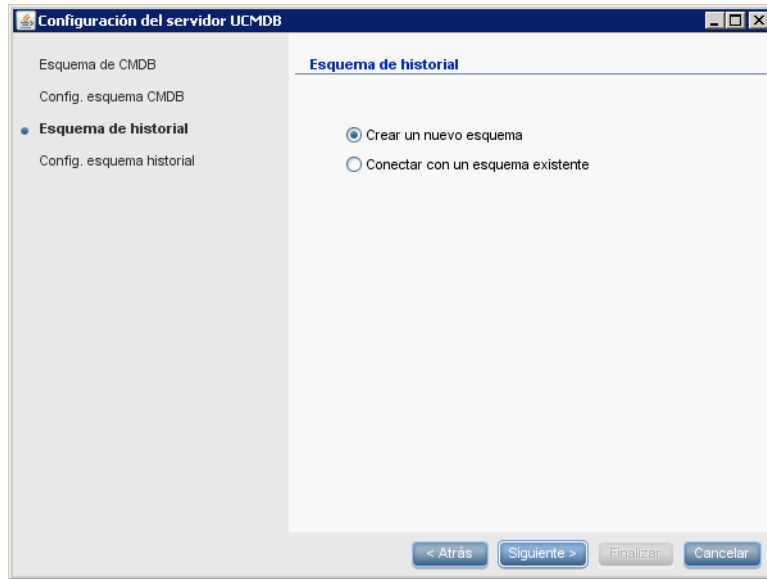 Configuración del servidor UCMDB
Esquema de CMDB
Config. esquema CMDB
Esquema de historial
Config. esquema historial
Esquema de historial
Crear un nuevo esquema
Conectar con un esquema existente
< Atrás
Siguiente >
Finalizar
Cancelar